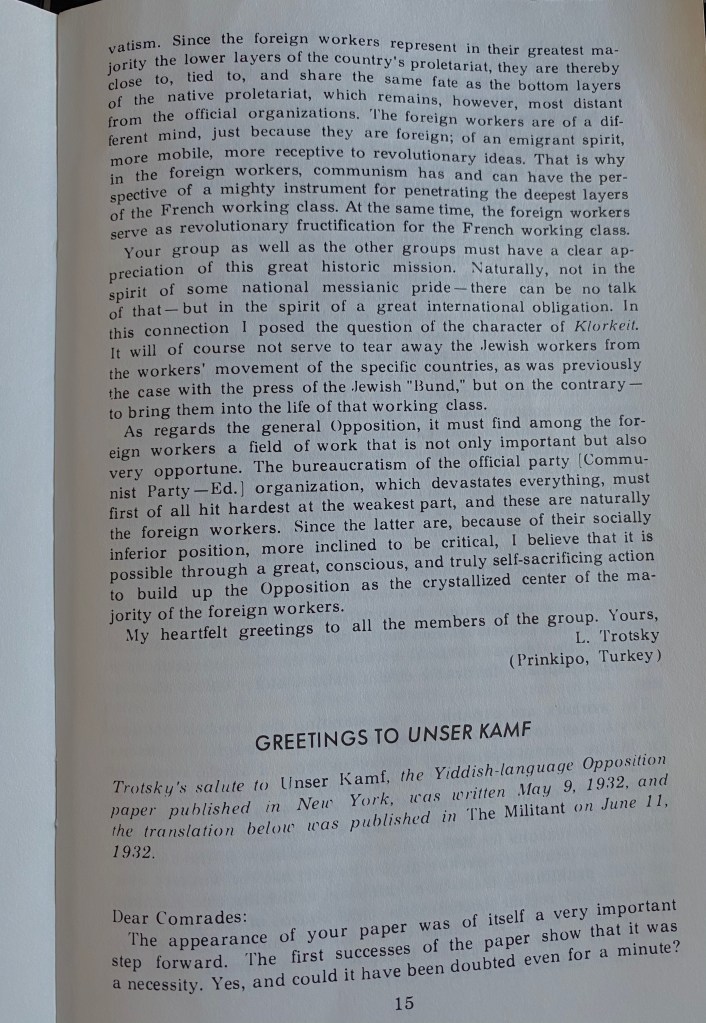 vatism. Since the foreign workers represent in their greatest ma-
jority the lower layers of the country's proletariat, they are thereby
close to, tied to, and share the same fate as the bottom layers
of the native proletariat, which remains, however, most distant
from the official organizations. The foreign workers are of a dif-
ferent mind, just because they are foreign; of an emigrant spirit,
more mobile, more receptive to revolutionary ideas. That is why
in the foreign workers, communism has and can have the per-
spective of a mighty instrument for penetrating the deepest layers
of the French working class. At the same time, the foreign workers
serve as revolutionary fructification for the French working class.
Your group as well as the other groups must have a clear ap-
preciation of this great historic mission. Naturally, not in the
spirit of some national messianic pride — there can be no talk
of that — but in the spirit of a great international obligation. In
this connection I posed the question of the character of Klorkeit.
It will of course not serve to tear away the Jewish workers from
the workers' movement of the specific countries, as was previously
the case with the press of the Jewish "Bund," but on the contrary —
to bring them into the life of that working class.
As regards the general Opposition, it must find among the for-
eign workers a field of work that is not only important but also
very opportune. The bureaucratism of the official party [Commu-
nist Party — Ed.] organization, which devastates everything, must
first of all hit hardest at the weakest part, and these are naturally
the foreign workers. Since the latter are, because of their socially
inferior position, more inclined to be critical, I believe that it is
possible through a great, conscious, and truly self-sacrificing action
to build up the Opposition as the crystallized center of the ma-
jority of the foreign workers.
My heartfelt greetings to all the members of the group. Yours,
L. Trotsky
(Prinkipo, Turkey)
GREETINGS TO UNSER KAMF
Trotsky's salute to Unser Kamf, the Yiddish-language Opposition
paper published in New York, was written May 9, 1932, and
the translation below was published in The Militant on June 11,
1932.
Dear Comrades:
The appearance of your paper was of itself a very important
step forward. The first successes of the paper show that it was
a necessity. Yes, and could it have been doubted even for a minute?
15